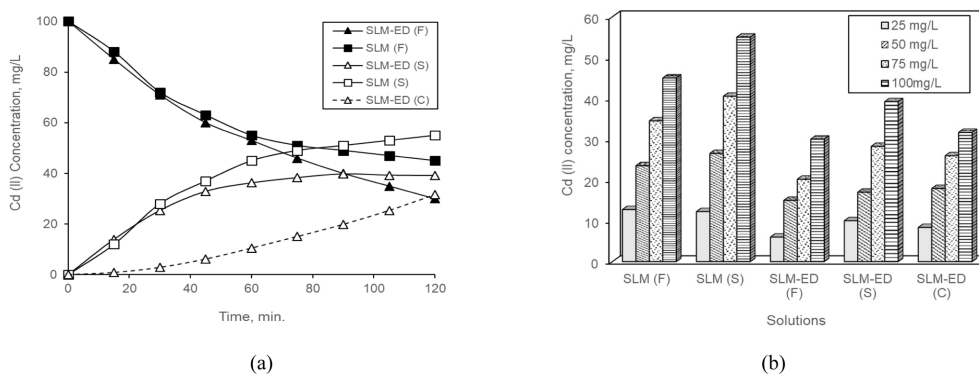 100
80
60
40
20
0
0
20
40
60
80
100
120
Cd (II) Concentration, mg/L
Time, min.
SLM-ED (F)
SLM (F)
SLM-ED (S)
SLM (S)
SLM-ED (C)
(a)
60
50
40
30
20
10
0
Cd (II) concentration, mg/L
25 mg/L
50 mg/L
75 mg/L
100mg/L
SLM (F)
SLM (S)
SLM-ED
(F)
SLM-ED
(S)
SLM-ED
(C)
Solutions
(b)